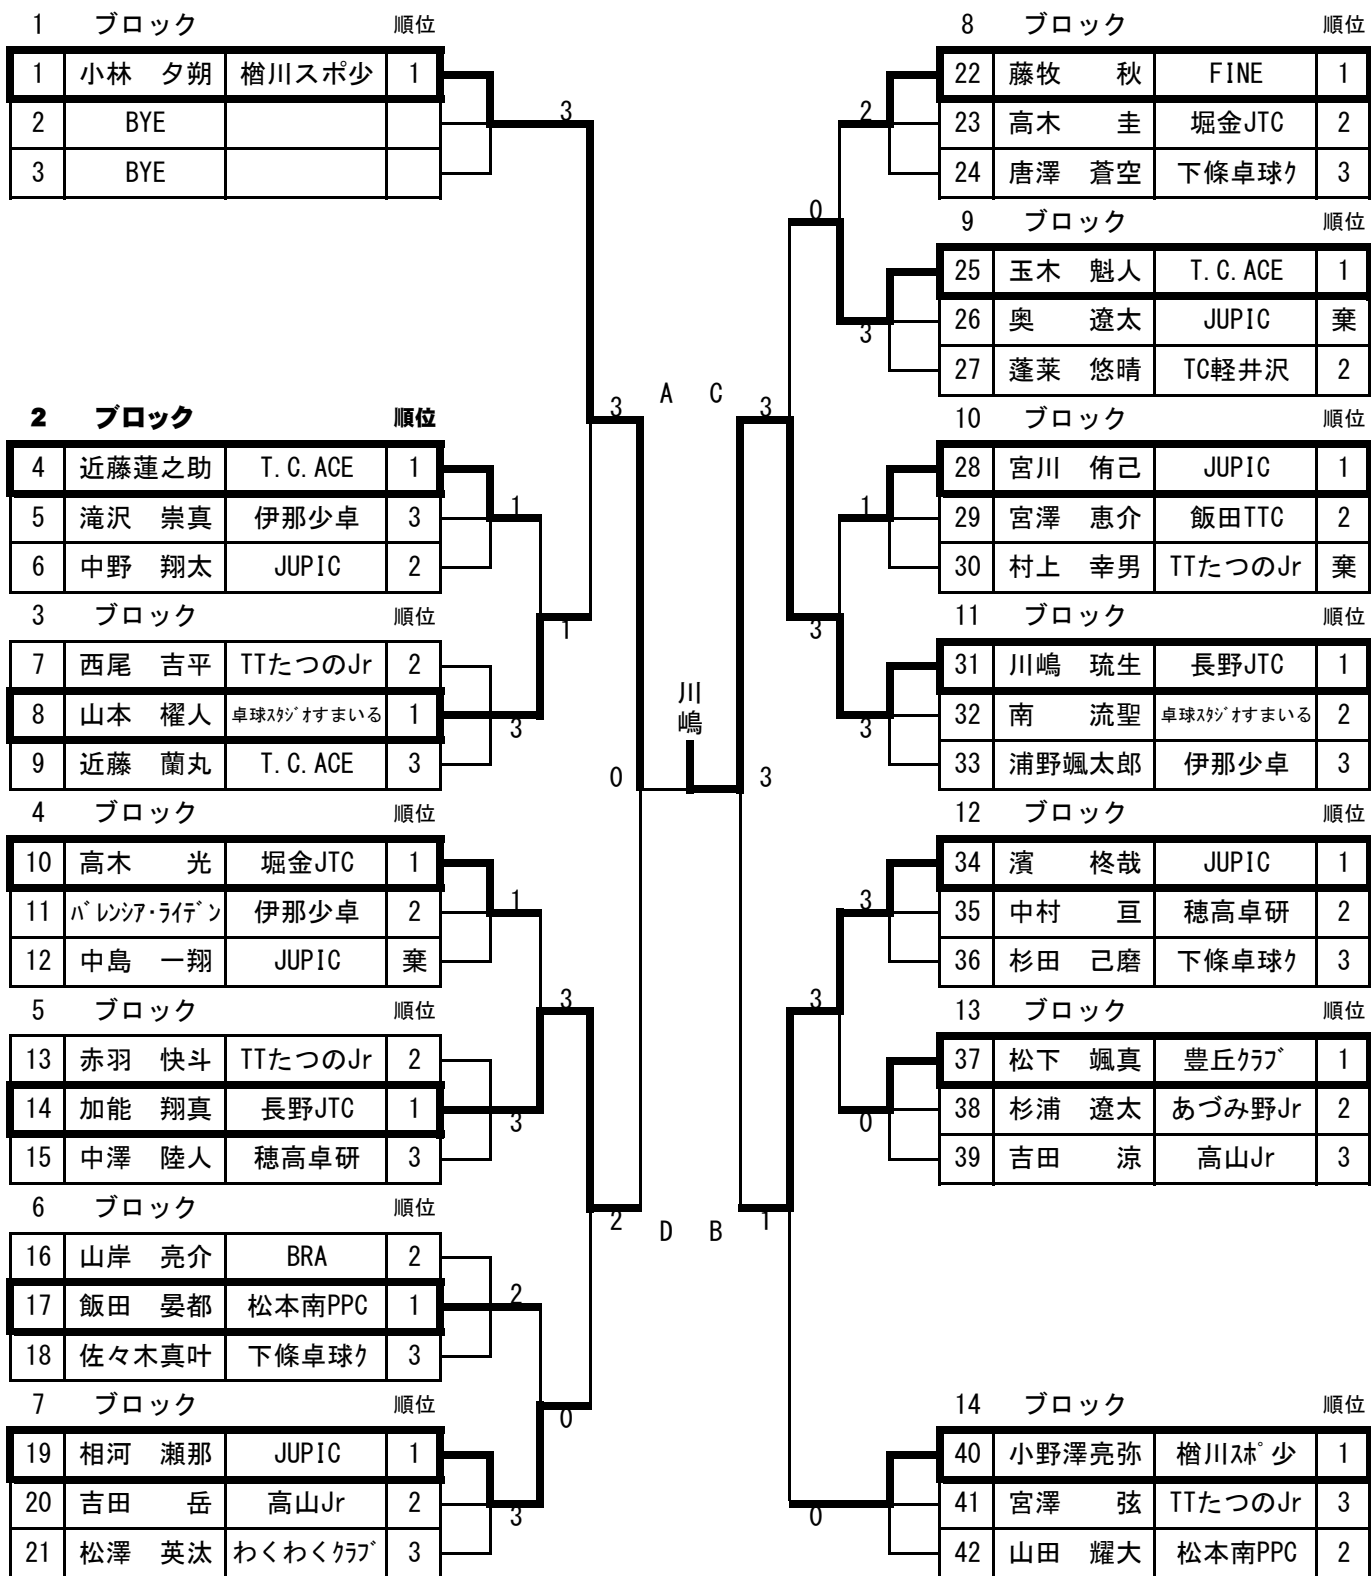 1 ブロック 順位
1 小林 夕朔 楢川スポ少 1
2 BYE
3 BYE
3
2 ブロック 順位
4 近藤蓮之助 T.C.ACE 1
5 滝沢 崇真 伊那少卓 3
6 中野 翔太 JUPIC 2
1
3 ブロック 順位
7 西尾 吉平 TTたつのJr 2
8 山本 櫂人 卓球スタジオすまいる 1
9 近藤 蘭丸 T.C.ACE 3
3
1
3
4 ブロック 順位
10 高木 光 堀金JTC 1
11 バレンシア・ライデン 伊那少卓 2
12 中島 一翔 JUPIC 棄
1
5 ブロック 順位
13 赤羽 快斗 TTたつのJr 2
14 加能 翔真 長野JTC 1
15 中澤 陸人 穂高卓研 3
3
3
6 ブロック 順位
16 山岸 亮介 BRA 2
17 飯田 晏都 松本南PPC 1
18 佐々木真叶 下條卓球ク 3
2
7 ブロック 順位
19 相河 瀬那 JUPIC 1
20 吉田 岳 高山Jr 2
21 松澤 英汰 わくわくクラブ 3
3
0
2
A C
川嶋
0 3
D B
8 ブロック 順位
22 藤牧 秋 FINE 1
23 高木 圭 堀金JTC 2
24 唐澤 蒼空 下條卓球ク 3
2
9 ブロック 順位
25 玉木 魁人 T.C.ACE 1
26 奥 遼太 JUPIC 棄
27 蓬莱 悠晴 TC軽井沢 2
3
0
3
10 ブロック 順位
28 宮川 侑己 JUPIC 1
29 宮澤 恵介 飯田TTC 2
30 村上 幸男 TTたつのJr 棄
1
11 ブロック 順位
31 川嶋 琉生 長野JTC 1
32 南 流聖 卓球スタジオすまいる 2
33 浦野颯太郎 伊那少卓 3
3
3
12 ブロック 順位
34 濱 柊哉 JUPIC 1
35 中村 亘 穂高卓研 2
36 杉田 己磨 下條卓球ク 3
3
13 ブロック 順位
37 松下 颯真 豊丘クラブ 1
38 杉浦 遼太 あづみ野Jr 2
39 吉田 涼 高山Jr 3
0
3
1
14 ブロック 順位
40 小野澤亮弥 楢川スポ少 1
41 宮澤 弦 TTたつのJr 3
42 山田 耀大 松本南PPC 2
0